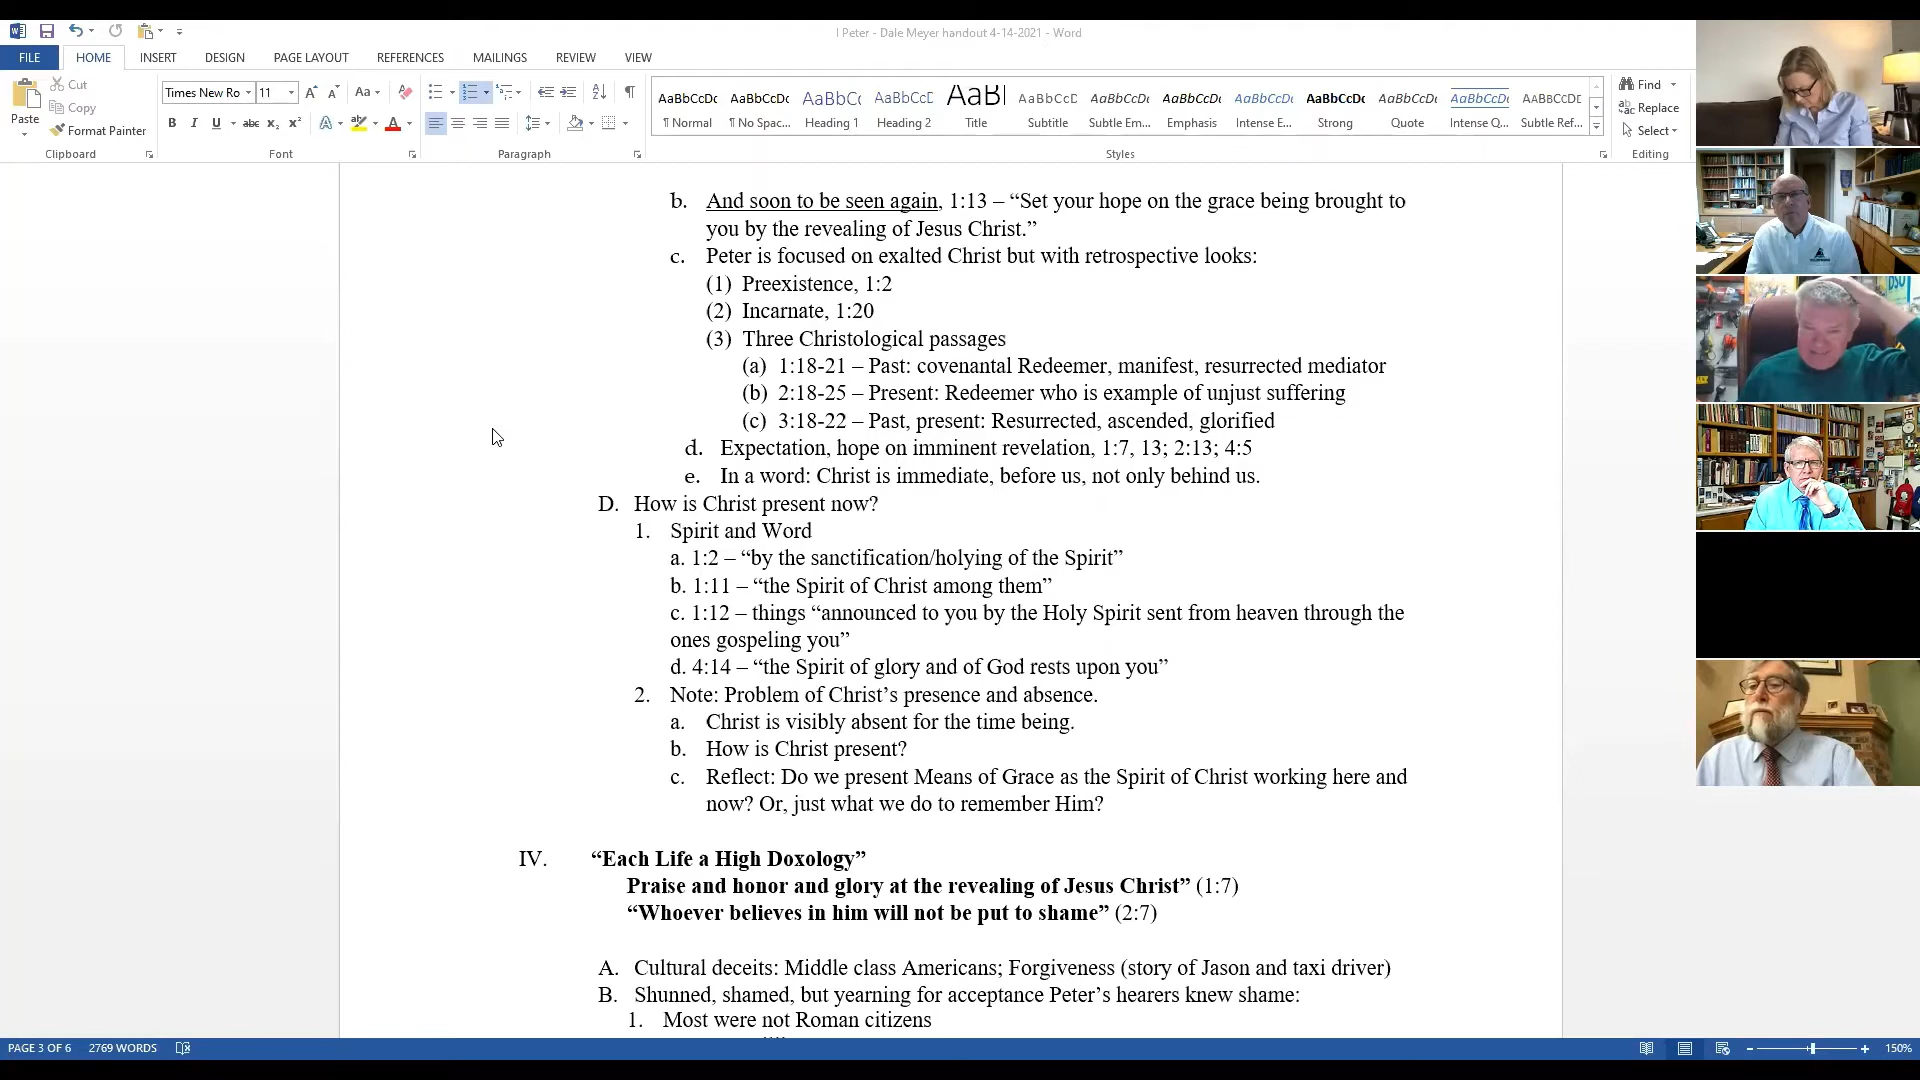 I Peter - Dale Meyer handout 4-14-2021 - Word
FILE HOME INSERT DESIGN PAGE LAYOUT REFERENCES MAILINGS REVIEW VIEW
Paste Cut
Copy
Format Painter
Times New Ro 11
AaBbCcDc AaBbCcDc AaBbCc AaBbCcD AaBl AaBbCcD AaBbCcDc AaBbCcDc AaBbCcDc AaBbCcDc AaBbCcDc AaBbCcDc AABBCCDE
¶ Normal ¶ No Spac... Heading 1 Heading 2 Title Subtitle Subtle Em... Emphasis Intense E... Strong Quote Intense Q... Subtle Ref...
Find
Replace
Select
Clipboard Font Paragraph Styles Editing
b. And soon to be seen again, 1:13 – “Set your hope on the grace being brought to
you by the revealing of Jesus Christ.”
c. Peter is focused on exalted Christ but with retrospective looks:
(1) Preexistence, 1:2
(2) Incarnate, 1:20
(3) Three Christological passages
(a) 1:18-21 – Past: covenantal Redeemer, manifest, resurrected mediator
(b) 2:18-25 – Present: Redeemer who is example of unjust suffering
(c) 3:18-22 – Past, present: Resurrected, ascended, glorified
d. Expectation, hope on imminent revelation, 1:7, 13; 2:13; 4:5
e. In a word: Christ is immediate, before us, not only behind us.
D. How is Christ present now?
1. Spirit and Word
a. 1:2 – “by the sanctification/holying of the Spirit”
b. 1:11 – “the Spirit of Christ among them”
c. 1:12 – things “announced to you by the Holy Spirit sent from heaven through the
ones gospeling you”
d. 4:14 – “the Spirit of glory and of God rests upon you”
2. Note: Problem of Christ’s presence and absence.
a. Christ is visibly absent for the time being.
b. How is Christ present?
c. Reflect: Do we present Means of Grace as the Spirit of Christ working here and
now? Or, just what we do to remember Him?
IV. “Each Life a High Doxology”
Praise and honor and glory at the revealing of Jesus Christ” (1:7)
“Whoever believes in him will not be put to shame” (2:7)
A. Cultural deceits: Middle class Americans; Forgiveness (story of Jason and taxi driver)
B. Shunned, shamed, but yearning for acceptance Peter’s hearers knew shame:
1. Most were not Roman citizens
PAGE 3 OF 6 2769 WORDS 150%